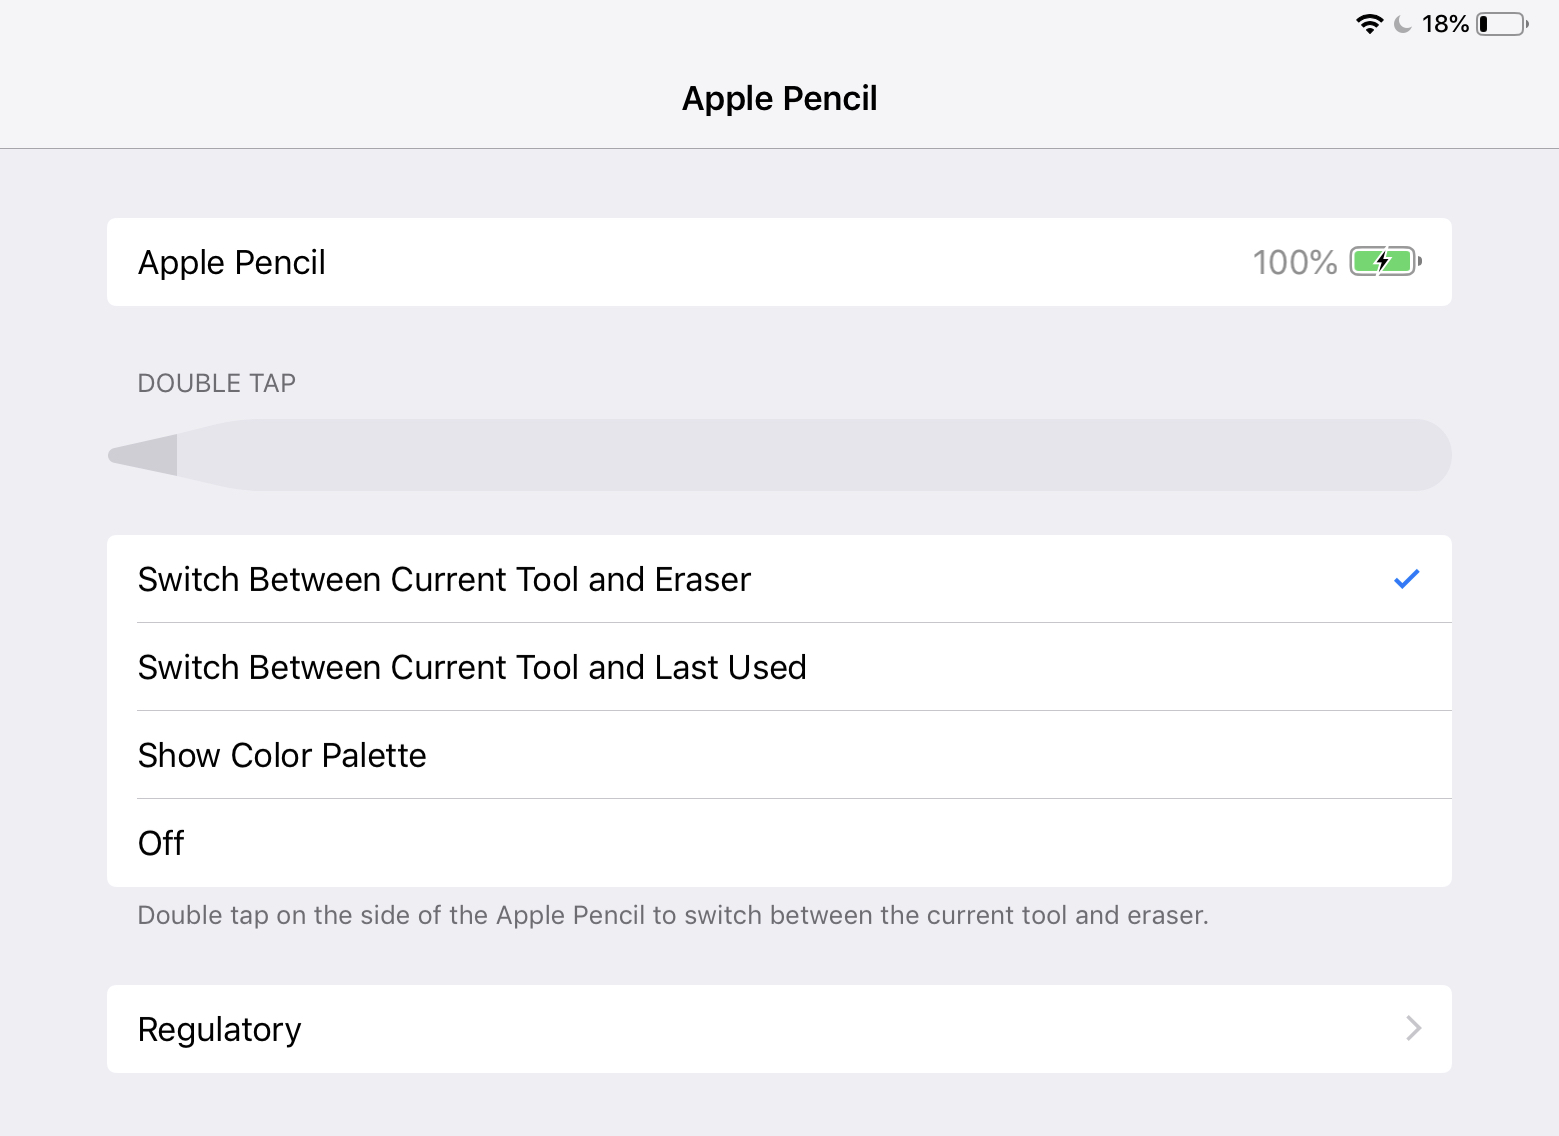 18%
Apple Pencil
Apple Pencil 100%
DOUBLE TAP
Switch Between Current Tool and Eraser
Switch Between Current Tool and Last Used
Show Color Palette
Off
Double tap on the side of the Apple Pencil to switch between the current tool and eraser.
Regulatory